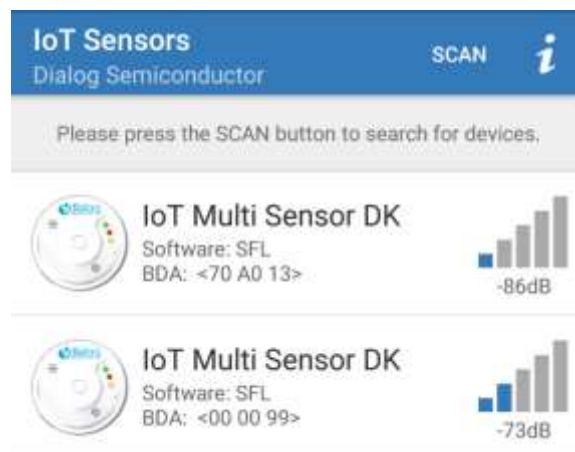 IoT Sensors
SCAN
i
Dialog Semiconductor
Please press the SCAN button to search for devices.
IoT Multi Sensor DK
Software: SFL
BDA: <70 A0 13>
-86dB
IoT Multi Sensor DK
Software: SFL
BDA: <00 00 99>
-73dB